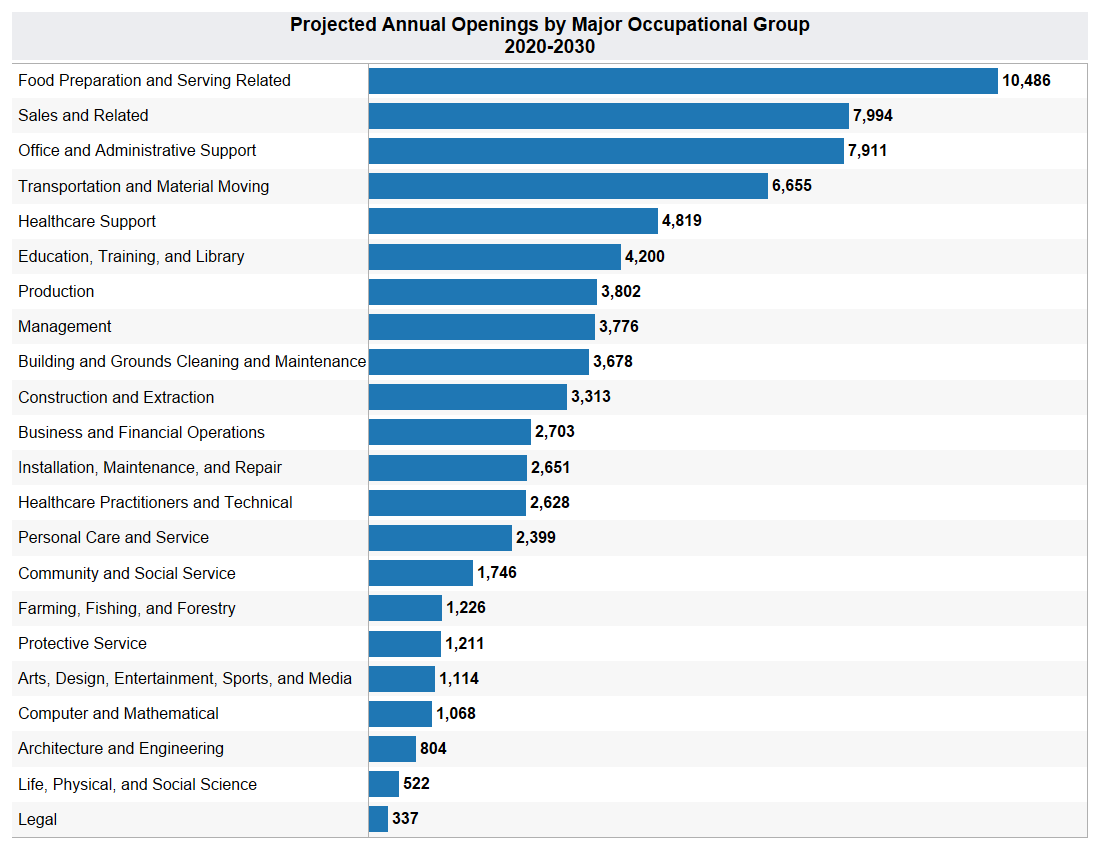 Projected Annual Openings by Major Occupational Group
2020-2030
Food Preparation and Serving Related 10,486
Sales and Related 7,994
Office and Administrative Support 7,911
Transportation and Material Moving 6,655
Healthcare Support 4,819
Education, Training, and Library 4,200
Production 3,802
Management 3,776
Building and Grounds Cleaning and Maintenance 3,678
Construction and Extraction 3,313
Business and Financial Operations 2,703
Installation, Maintenance, and Repair 2,651
Healthcare Practitioners and Technical 2,628
Personal Care and Service 2,399
Community and Social Service 1,746
Farming, Fishing, and Forestry 1,226
Protective Service 1,211
Arts, Design, Entertainment, Sports, and Media 1,114
Computer and Mathematical 1,068
Architecture and Engineering 804
Life, Physical, and Social Science 522
Legal 337